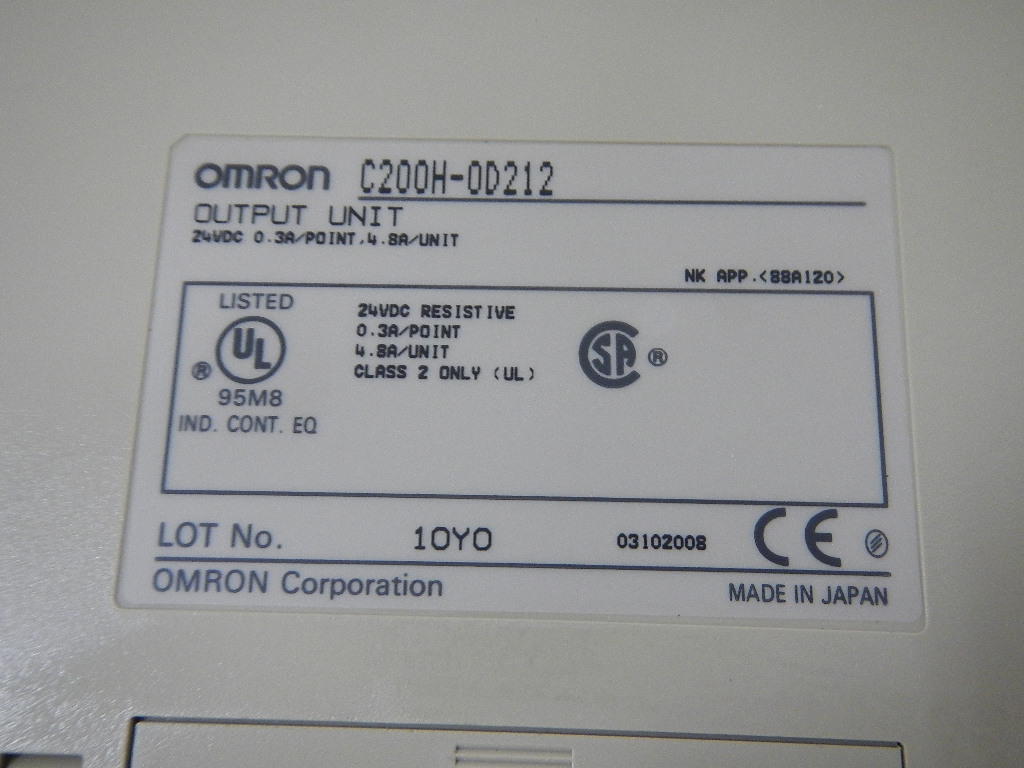 OMRON C200H-OD212
OUTPUT UNIT
24VDC 0.3A/POINT,4.8A/UNIT
NK APP.<88A120>
LISTED
UL
®
95M8
IND. CONT. EQ
24VDC RESISTIVE
0.3A/POINT
4.8A/UNIT
CLASS 2 ONLY (UL)
SA ®
LOT No. 10Y0 03102008 CE
OMRON Corporation MADE IN JAPAN